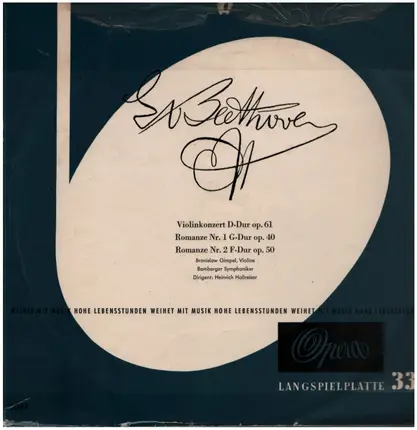 Beethoven
Violinkonzert D-Dur op. 61
Romanze Nr. 1 G-Dur op. 40
Romanze Nr. 2 F-Dur op. 50
Bronislaw Gimpel, Violine
Bamberger Symphoniker
Dirigent: Heinrich Hollreiser
MIT MUSIK HOHE LEBENSSTUNDEN WEIHET MIT MUSIK HOHE LEBENSSTUNDEN WEIHET MIT MUSIK HOHE LEBENSSTUNDEN
Opera
LANGSPIELPLATTE 33